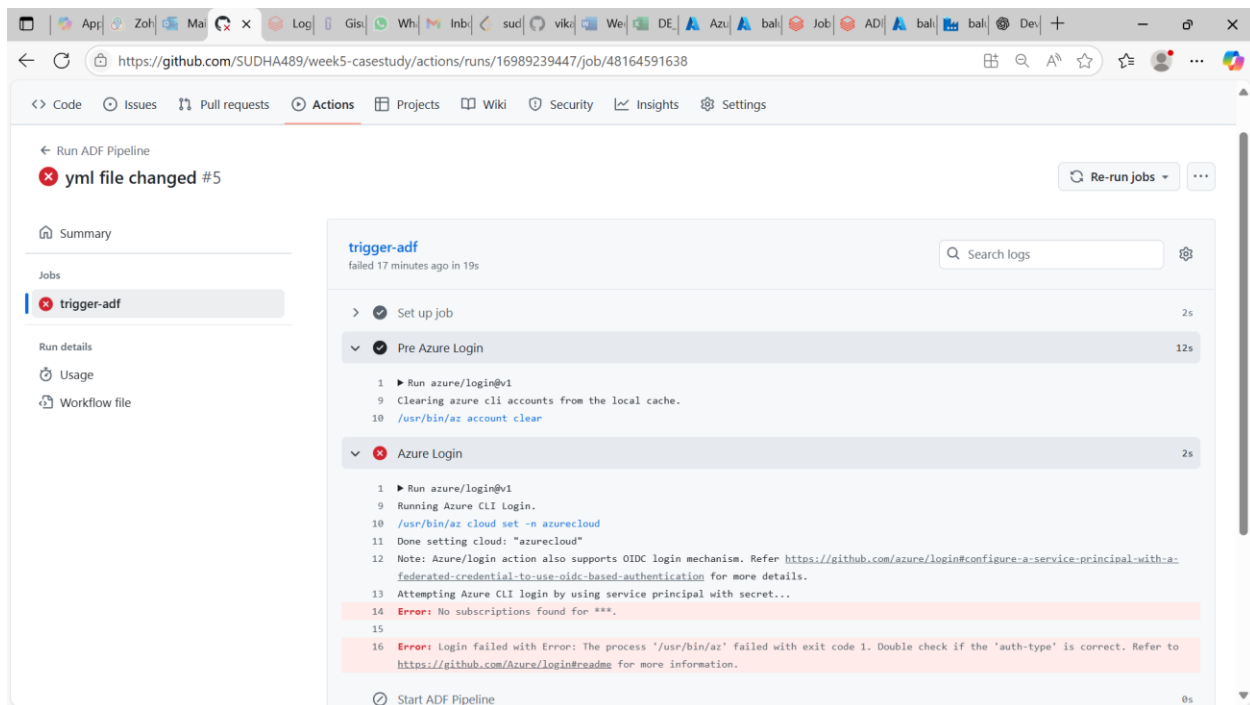 App
Zoh
Mai
Log
Gisu
Wh
Inbo
sud
vika
We
DE_
Azu
balu
Job
ADF
balu
balu
Dev
https://github.com/SUDHA489/week5-casestudy/actions/runs/16989239447/job/48164591638
Code
Issues
Pull requests
Actions
Projects
Wiki
Security
Insights
Settings
← Run ADF Pipeline
yml file changed #5
Re-run jobs
Summary
Jobs
trigger-adf
Run details
Usage
Workflow file
trigger-adf
failed 17 minutes ago in 19s
Search logs
Set up job 2s
Pre Azure Login 12s
1 ▶ Run azure/login@v1
9 Clearing azure cli accounts from the local cache.
10 /usr/bin/az account clear
Azure Login 2s
1 ▶ Run azure/login@v1
9 Running Azure CLI Login.
10 /usr/bin/az cloud set -n azurecloud
11 Done setting cloud: "azurecloud"
12 Note: Azure/login action also supports OIDC login mechanism. Refer https://github.com/azure/login#configure-a-service-principal-with-a-
federated-credential-to-use-oidc-based-authentication for more details.
13 Attempting Azure CLI login by using service principal with secret...
14 Error: No subscriptions found for ***.
15
16 Error: Login failed with Error: The process '/usr/bin/az' failed with exit code 1. Double check if the 'auth-type' is correct. Refer to
https://github.com/Azure/login#readme for more information.
Start ADF Pipeline 0s